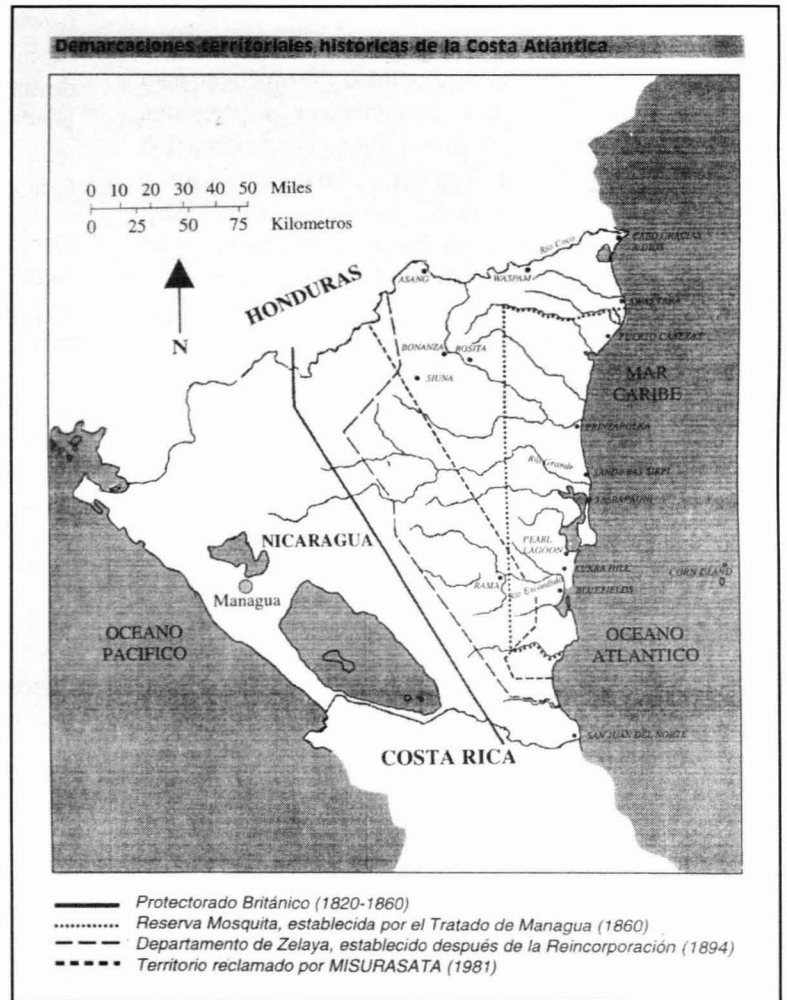 Demarcaciones territoriales históricas de la Costa Atlántica
0 10 20 30 40 50 Miles
0 25 50 75 Kilometros
N
HONDURAS
Río Coco
CABO GRACIAS
A DIOS
ASANG
WASPAM
PUERTO CABEZAS
BONANZA
ROSITA
SIUNA
MAR
CARIBE
PRINZAPOLKA
Río Grande
SANDY BAY SIRPI
NICARAGUA
PEARL
LAGOON
KUKRA HILL
CORN ISLAND
RAMA
Río Escondido
BLUEFIELDS
Managua
OCEANO
PACIFICO
OCEANO
ATLANTICO
SAN JUAN DEL NORTE
COSTA RICA
Protectorado Británico (1820-1860)
Reserva Mosquita, establecida por el Tratado de Managua (1860)
Departamento de Zelaya, establecido después de la Reincorporación (1894)
Territorio reclamado por MISURASATA (1981)